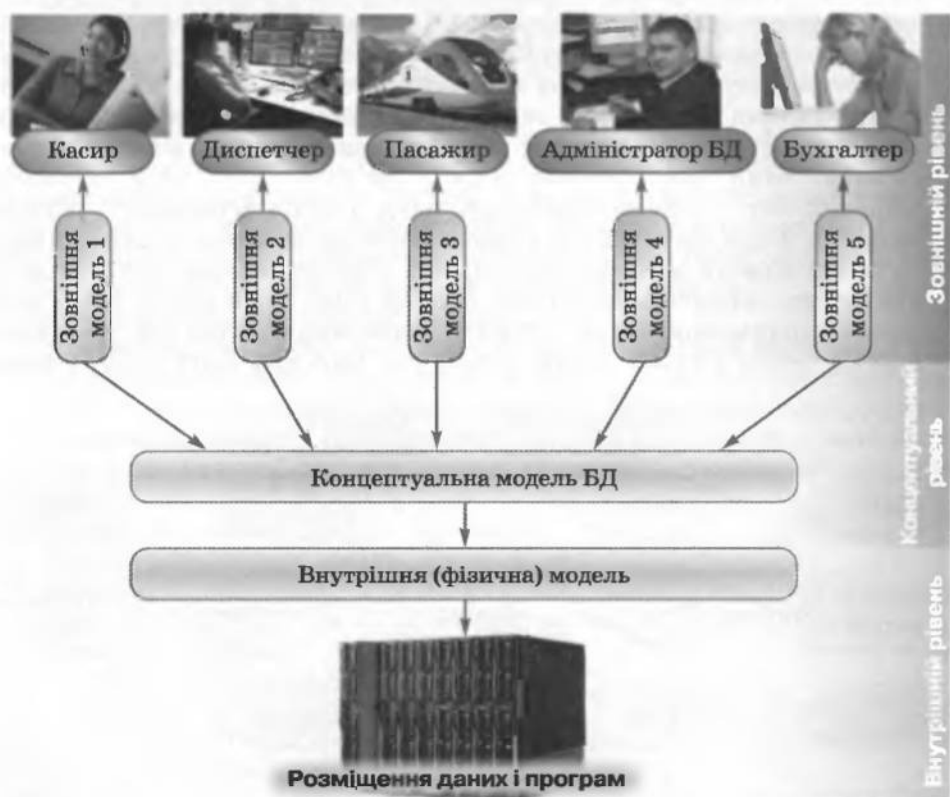 Касир
Диспетчер
Пасажир
Адміністратор БД
Бухгалтер
Зовнішня
модель 1
Зовнішня
модель 2
Зовнішня
модель 3
Зовнішня
модель 4
Зовнішня
модель 5
Зовнішній рівень
Концептуальна модель БД
Концептуальний
рівень
Внутрішня (фізична) модель
Внутрішній рівень
Розміщення даних і програм